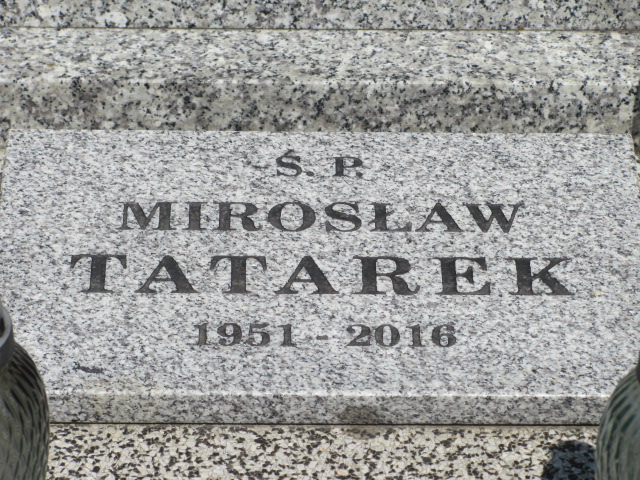 Ś. P.
MIROSŁAW
TATAREK
1951 - 2016